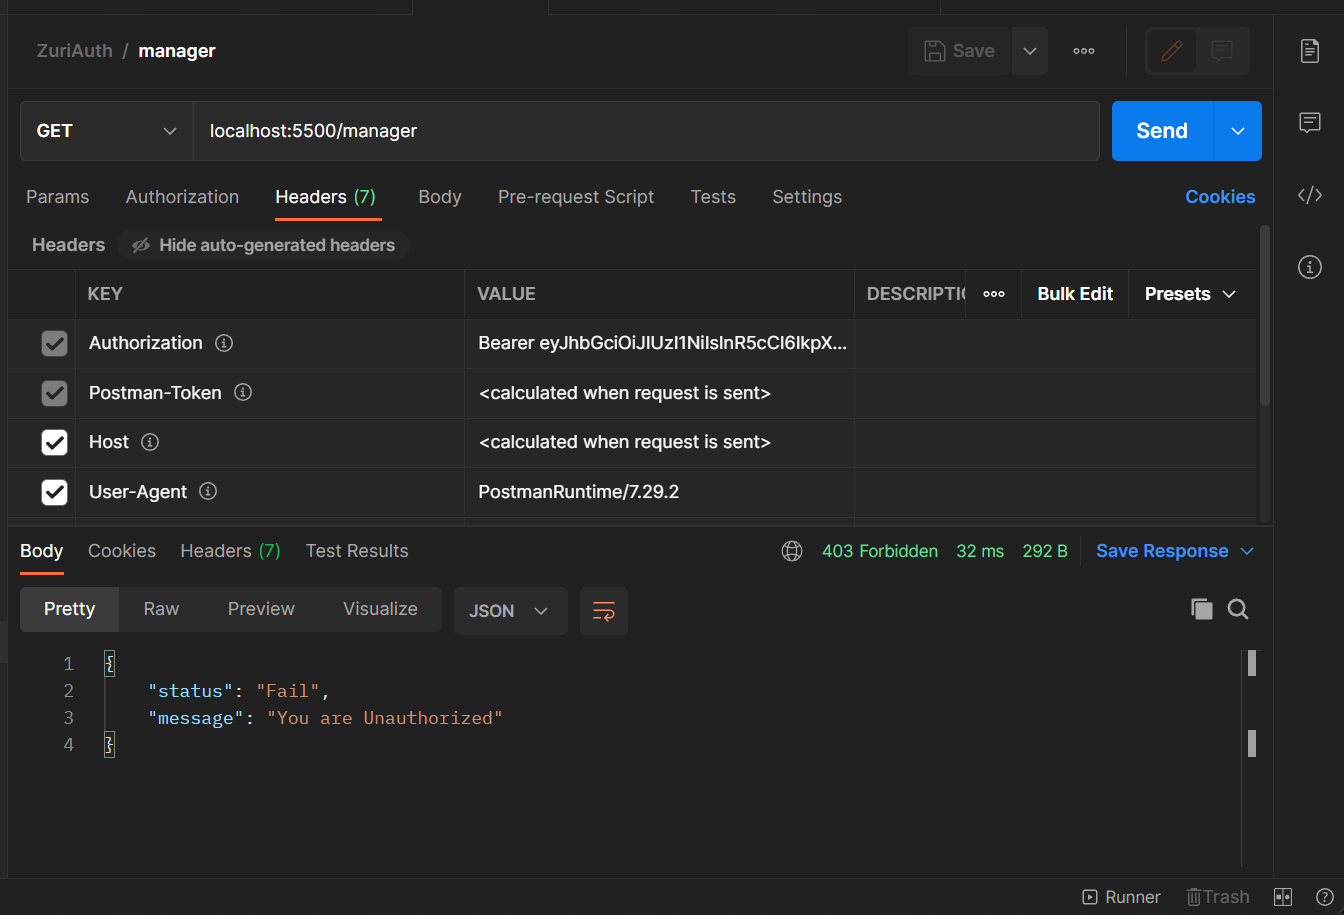 ZuriAuth / manager
Save
GET
localhost:5500/manager
Send
Params Authorization Headers (7) Body Pre-request Script Tests Settings Cookies
Headers Hide auto-generated headers
KEY VALUE DESCRIPTIO Bulk Edit Presets
Authorization Bearer eyJhbGciOiJIUzI1NiIsInR5cCI6IkpX...
Postman-Token <calculated when request is sent>
Host <calculated when request is sent>
User-Agent PostmanRuntime/7.29.2
Body Cookies Headers (7) Test Results 403 Forbidden 32 ms 292 B Save Response
Pretty Raw Preview Visualize JSON
1 {
2 "status": "Fail",
3 "message": "You are Unauthorized"
4 }
Runner Trash